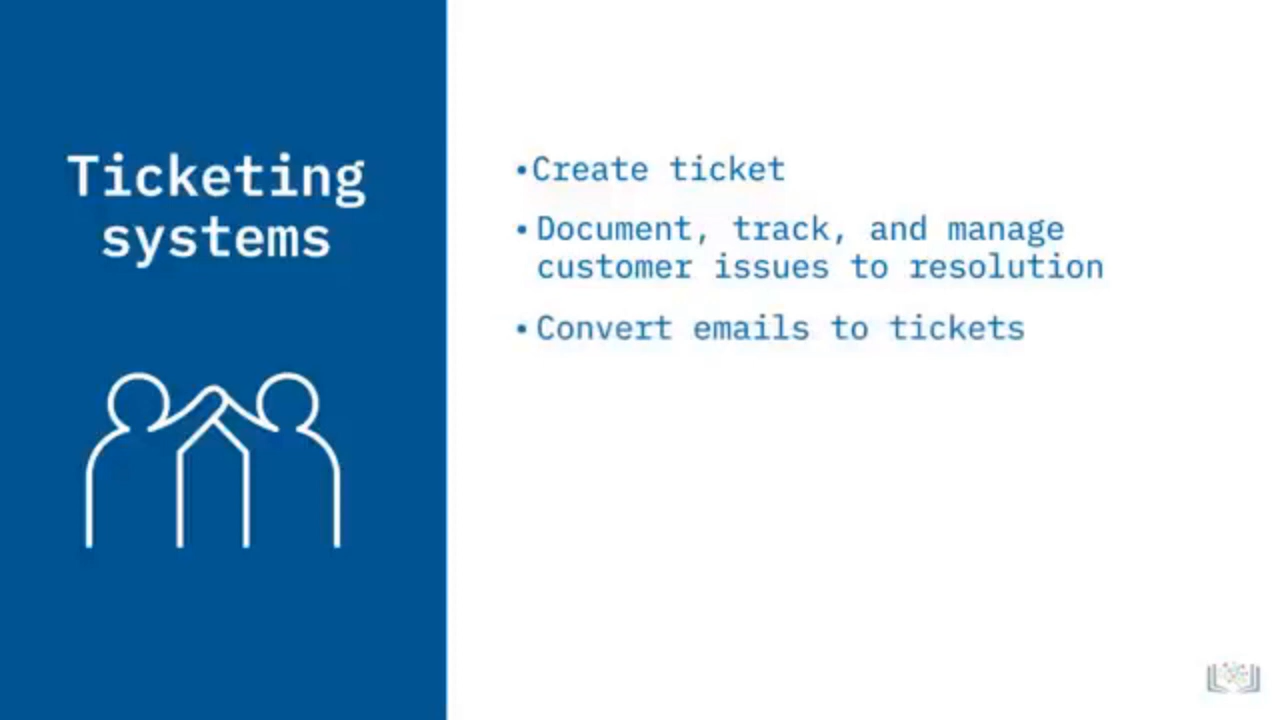 Ticketing
systems
•Create ticket
• Document, track, and manage
customer issues to resolution
• Convert emails to tickets